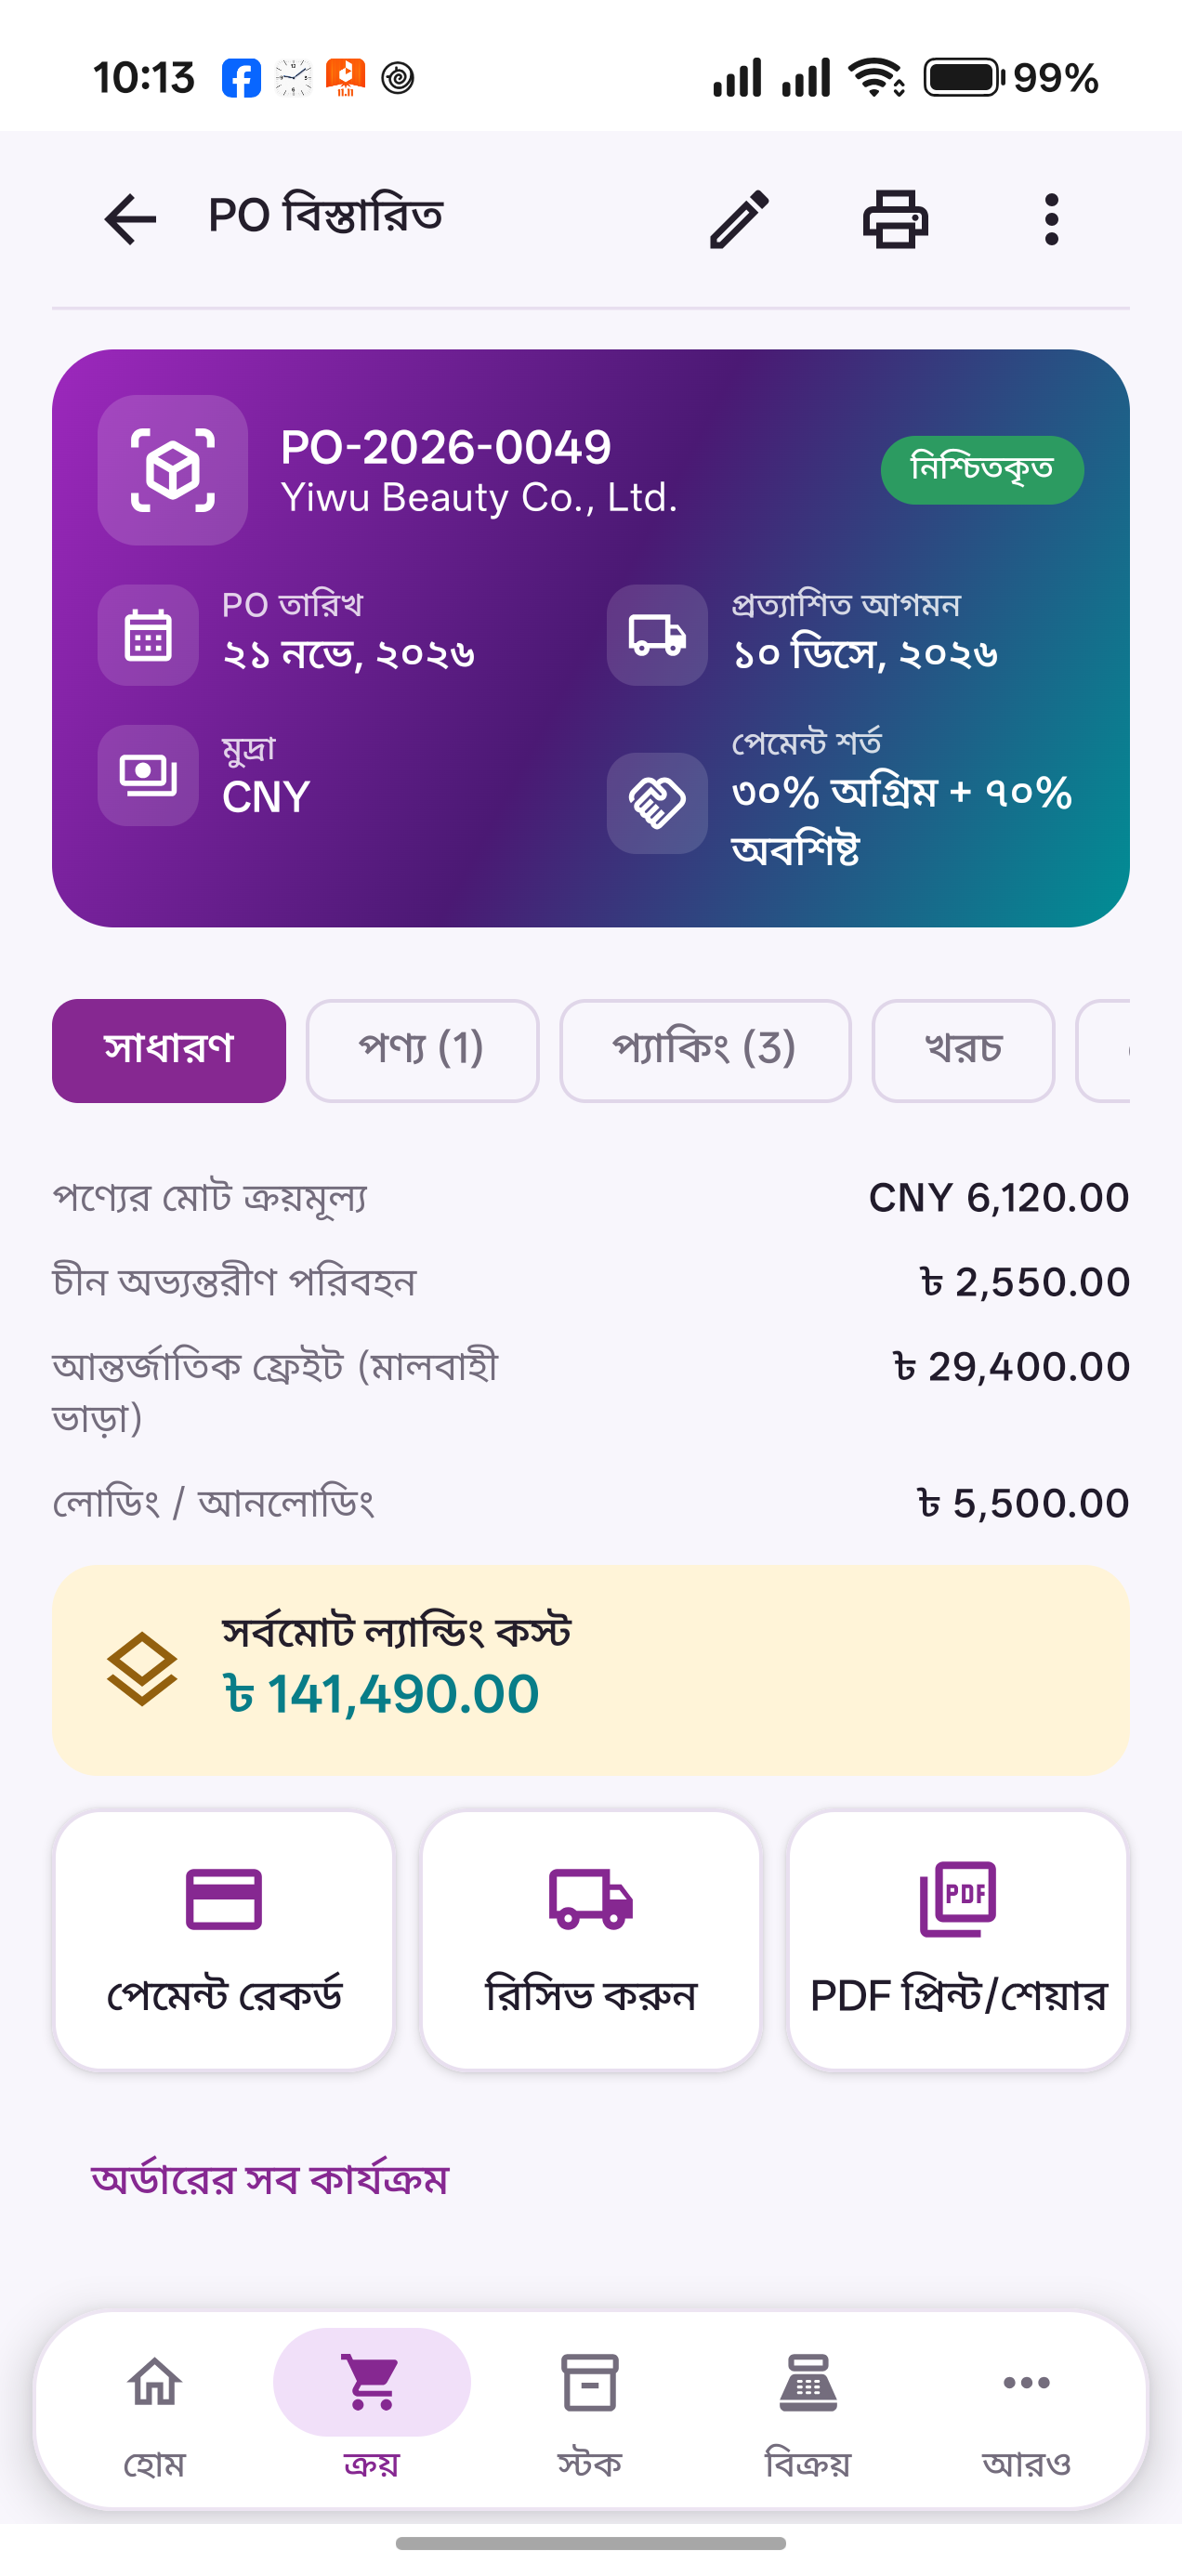 10:13
11.11
99%
PO বিস্তারিত
PO-2026-0049
Yiwu Beauty Co., Ltd.
নিশ্চিতকৃত
PO তারিখ
২১ নভে, ২০২৬
প্রত্যাশিত আগমন
১০ ডিসে, ২০২৬
মুদ্রা
CNY
পেমেন্ট শর্ত
৩০% অগ্রিম + ৭০%
অবশিষ্ট
সাধারণ
পণ্য (1)
প্যাকিং (3)
খরচ
পণ্যের মোট ক্রয়মূল্য
CNY 6,120.00
চীন অভ্যন্তরীণ পরিবহন
৳ 2,550.00
আন্তর্জাতিক ফ্রেইট (মালবাহী
ভাড়া)
৳ 29,400.00
লোডিং / আনলোডিং
৳ 5,500.00
সর্বমোট ল্যান্ডিং কস্ট
৳ 141,490.00
পেমেন্ট রেকর্ড
রিসিভ করুন
PDF
PDF প্রিন্ট/শেয়ার
অর্ডারের সব কার্যক্রম
হোম
ক্রয়
স্টক
বিক্রয়
আরও